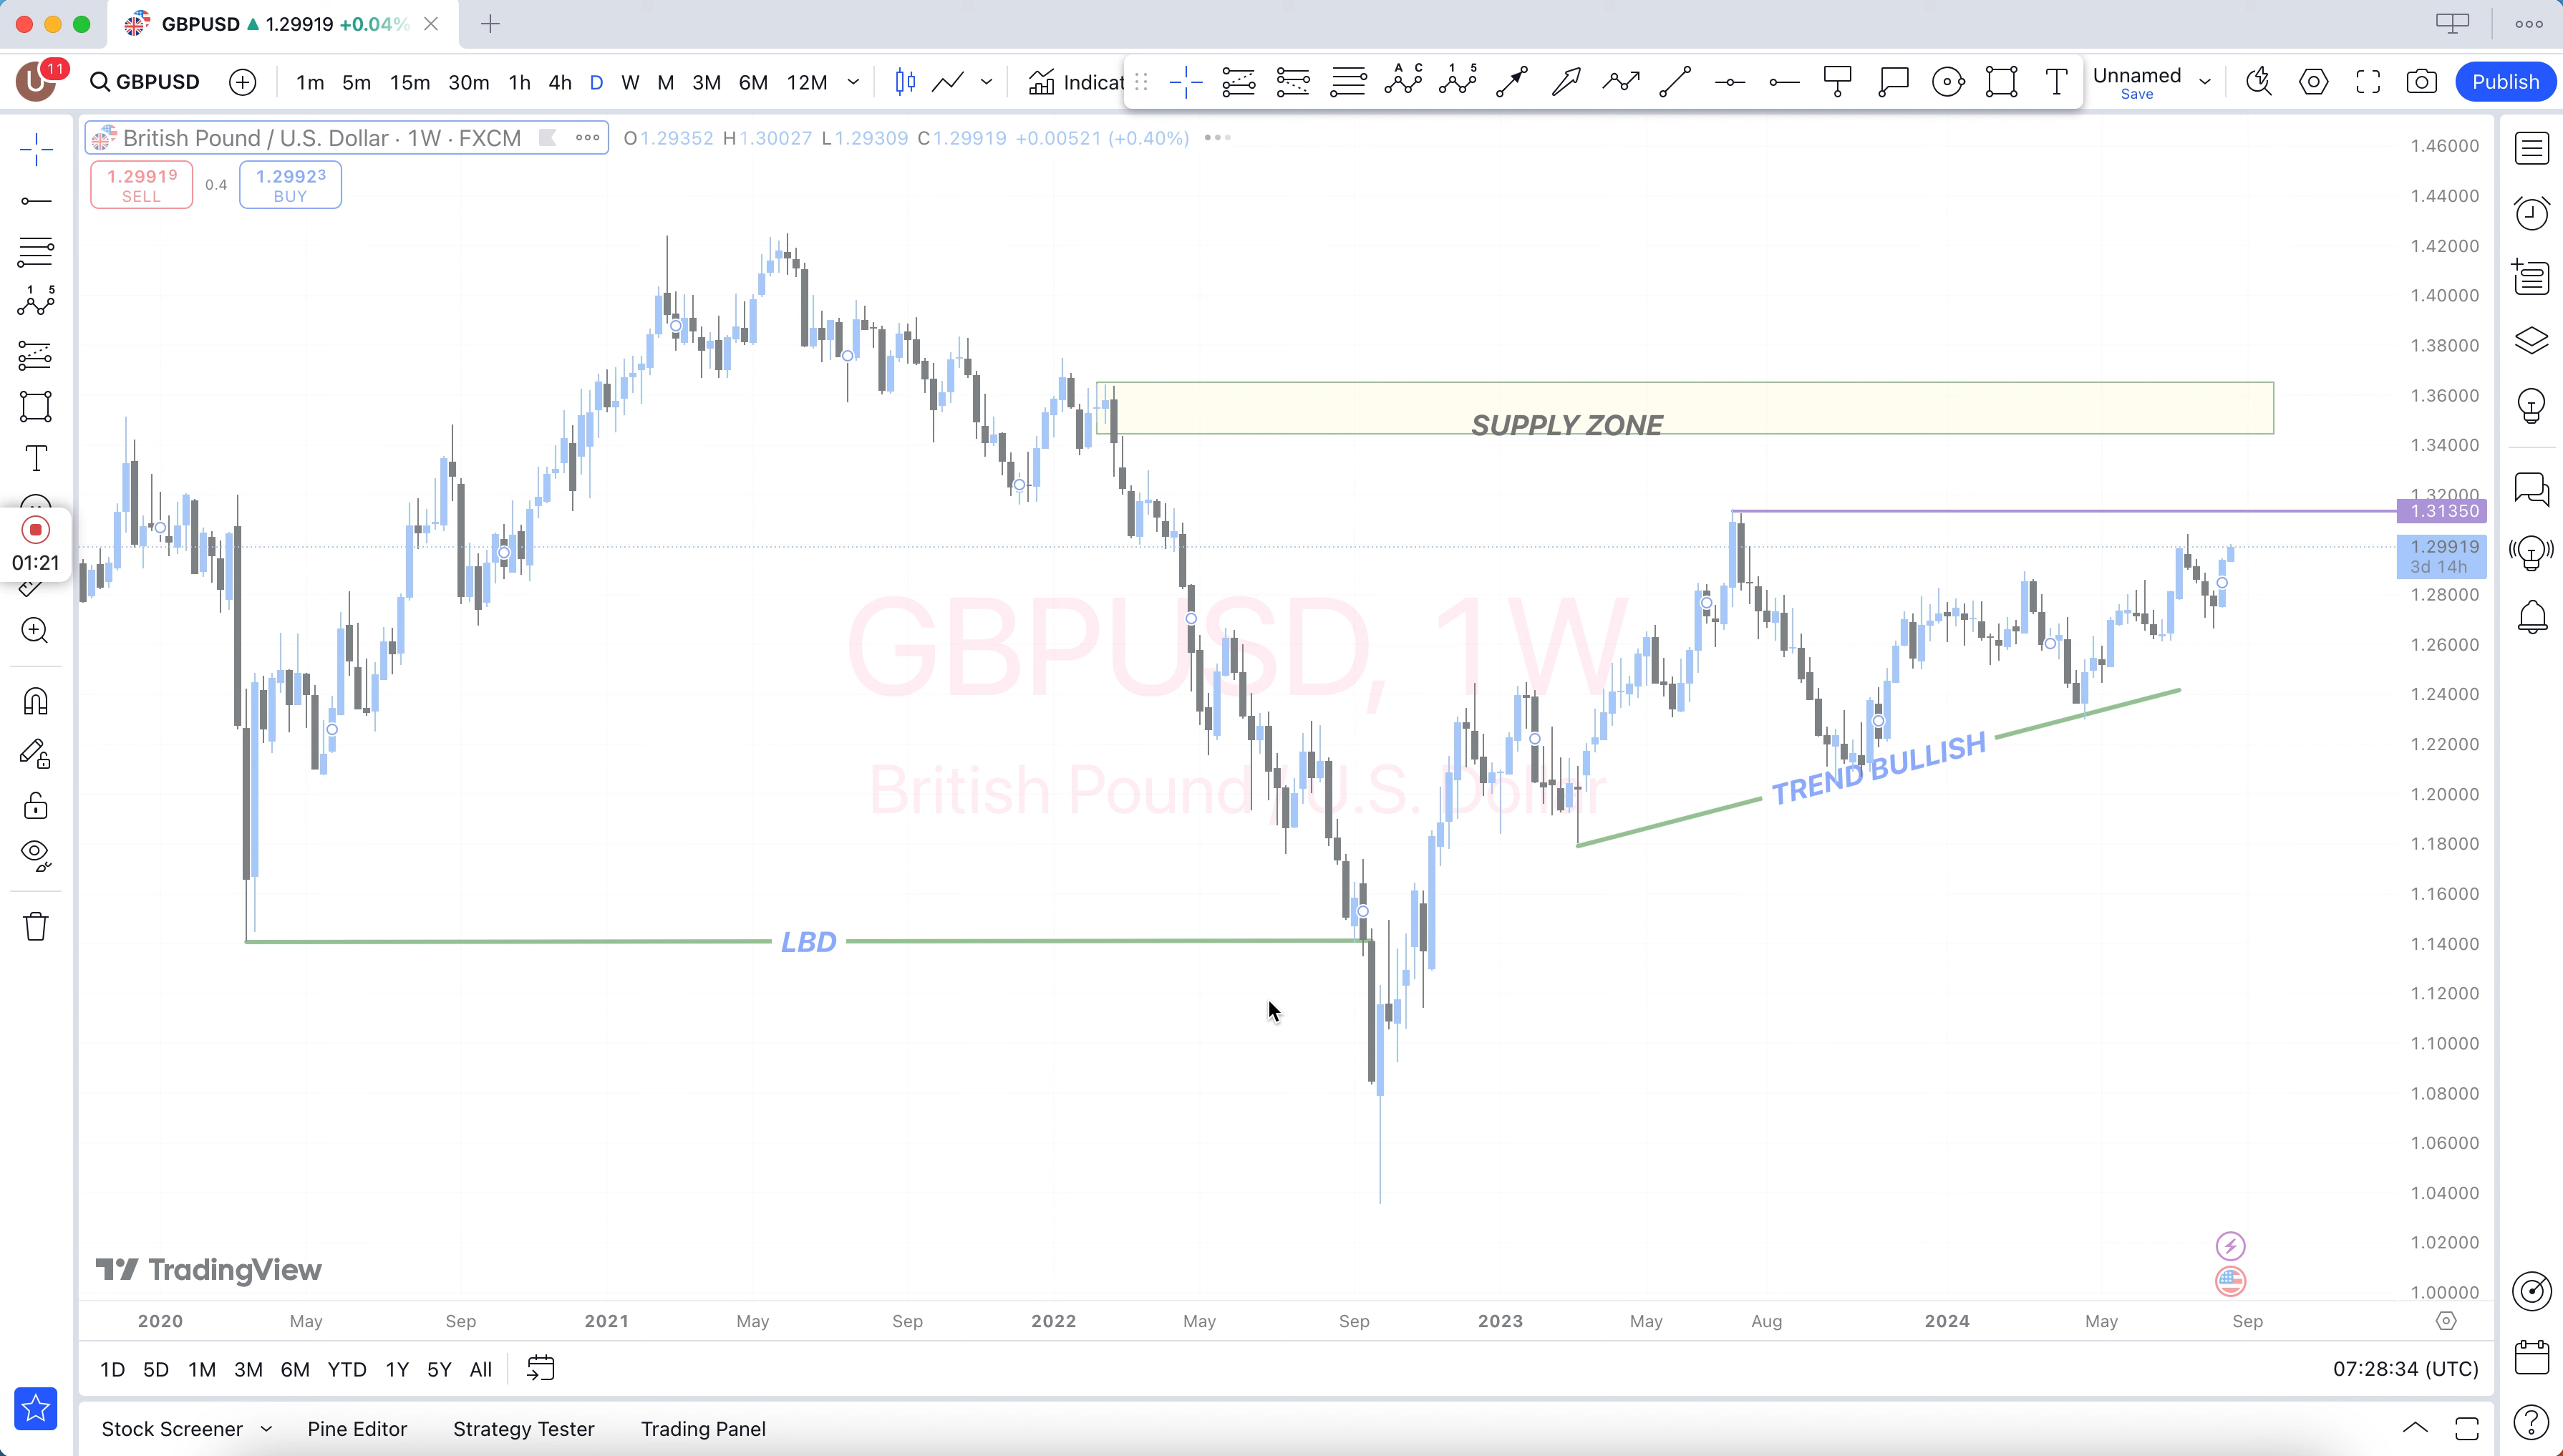 GBPUSD ▲ 1.29919 +0.04%
U 11
GBPUSD 1m 5m 15m 30m 1h 4h D W M 3M 6M 12M Indicat
A C
1 5
T
Unnamed
Save
Publish
British Pound / U.S. Dollar · 1W · FXCM O1.29352 H1.30027 L1.29309 C1.29919 +0.00521 (+0.40%)
1.29919
SELL
0.4
1.29923
BUY
1 5
T
01:21
GBPUSD, 1W
British Pound / U.S. Dollar
SUPPLY ZONE
TREND BULLISH
LBD
1.46000
1.44000
1.42000
1.40000
1.38000
1.36000
1.34000
1.32000
1.31350
1.29919
3d 14h
1.28000
1.26000
1.24000
1.22000
1.20000
1.18000
1.16000
1.14000
1.12000
1.10000
1.08000
1.06000
1.04000
1.02000
1.00000
TradingView
2020 May Sep 2021 May Sep 2022 May Sep 2023 May Aug 2024 May Sep
1D 5D 1M 3M 6M YTD 1Y 5Y All
07:28:34 (UTC)
Stock Screener Pine Editor Strategy Tester Trading Panel